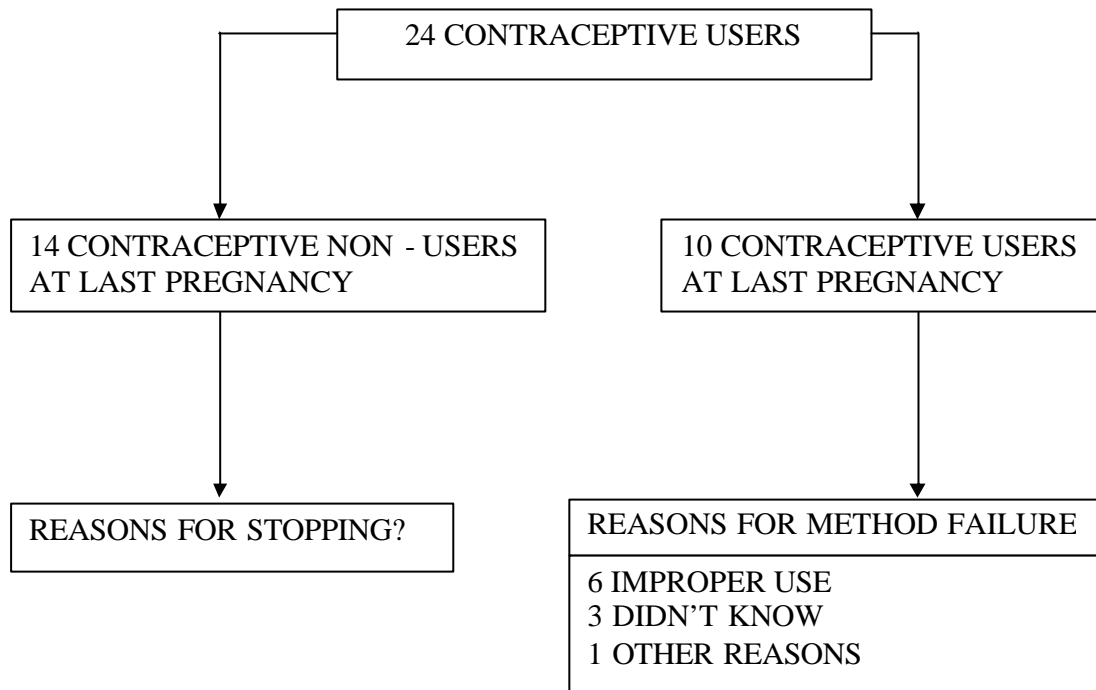 24 CONTRACEPTIVE USERS
14 CONTRACEPTIVE NON - USERS
AT LAST PREGNANCY
10 CONTRACEPTIVE USERS
AT LAST PREGNANCY
REASONS FOR STOPPING?
REASONS FOR METHOD FAILURE
6 IMPROPER USE
3 DIDN’T KNOW
1 OTHER REASONS